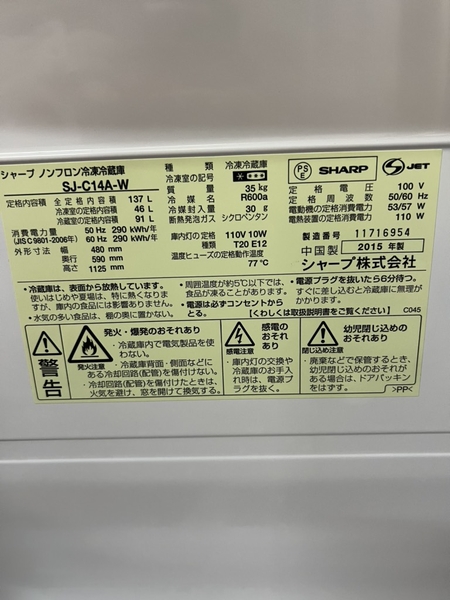 シャープ ノンフロン冷凍冷蔵庫
SJ-C14A-W
定格内容積 全定格内容積 137 L
冷凍室の定格内容積 46 L
冷蔵室の定格内容積 91 L
消費電力量 50 Hz 290 kWh/年
(JIS C 9801-2006年) 60 Hz 290 kWh/年
外形寸法 幅 480 mm
奥行 590 mm
高さ 1125 mm
種類 冷凍冷蔵庫
冷凍室の記号
質量 35 kg
冷媒 R600a
冷媒封入量 30 g
断熱発泡ガス シクロペンタン
庫内灯の定格 110V 10W
種類 T20 E12
温度ヒューズの定格動作温度
77℃
PSE SHARP JET
定格電圧 100 V
定格周波数 50/60 Hz
電動機の定格消費電力 53/57 W
電熱装置の定格消費電力 110 W
製造番号 11716954
中国製 2015 年製
シャープ株式会社
・冷蔵庫は、表面から放熱しています。
使いはじめや夏場は、特に熱くなりますが、庫内の食品には影響ありません。
・水気の多い食品は、棚の奥に置かない。
・周囲温度が約5℃以下では、食品が凍ることがあります。
・電源は必ずコンセントからとる。
・電源プラグを抜いたら6分待つ。
すぐに差し込むと冷蔵庫に無理がかかります。
【くわしくは取扱説明書をご覧ください】 C045
警告
発火注意
発火・爆発のおそれあり
・冷蔵庫内で電気製品を使わない。
・冷蔵庫背面・側面などにある冷却回路(配管)を傷付けない。
・冷却回路(配管)を傷付けたときは、火気を避け、窓を開けて換気する。
感電注意
感電のおそれあり
・庫内灯の交換や冷蔵庫のお手入れ時は、電源プラグを抜く。
閉じ込め注意
幼児閉じ込めのおそれあり
・廃棄などで保管するとき、幼児閉じ込めのおそれがある場合は、ドアパッキンをはずす。
>PP<